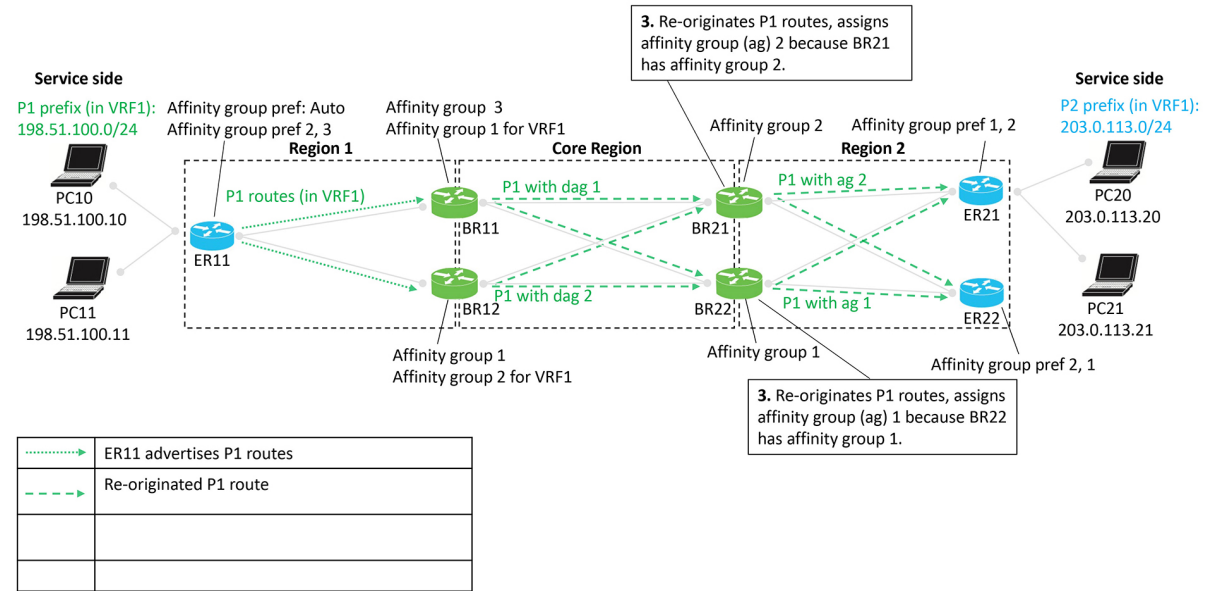 3. Re-originates P1 routes, assigns
affinity group (ag) 2 because BR21
has affinity group 2.
Service side
P1 prefix (in VRF1):
198.51.100.0/24
Affinity group pref: Auto
Affinity group pref 2, 3
Affinity group  3
Affinity group 1 for VRF1
Affinity group 2
Affinity group pref 1, 2
Service side
P2 prefix (in VRF1):
203.0.113.0/24
Region 1
Core Region
Region 2
PC10
198.51.100.10
P1 routes (in VRF1)
P1 with dag 1
P1 with ag 2
PC20
203.0.113.20
BR11
BR21
ER21
ER11
PC11
198.51.100.11
BR12
P1 with dag 2
BR22
P1 with ag 1
ER22
PC21
203.0.113.21
Affinity group 1
Affinity group 2 for VRF1
Affinity group 1
Affinity group pref 2, 1
3. Re-originates P1 routes, assigns
affinity group (ag) 1 because BR22
has affinity group 1.
ER11 advertises P1 routes
Re-originated P1 route